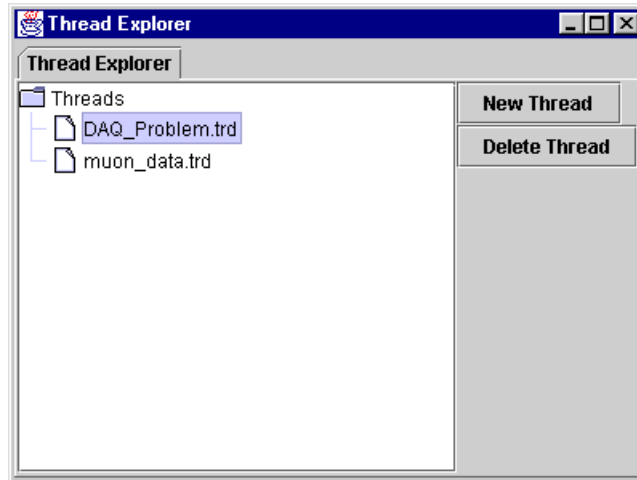 Thread Explorer
Thread Explorer
Threads
DAQ_Problem.trd
muon_data.trd
New Thread
Delete Thread